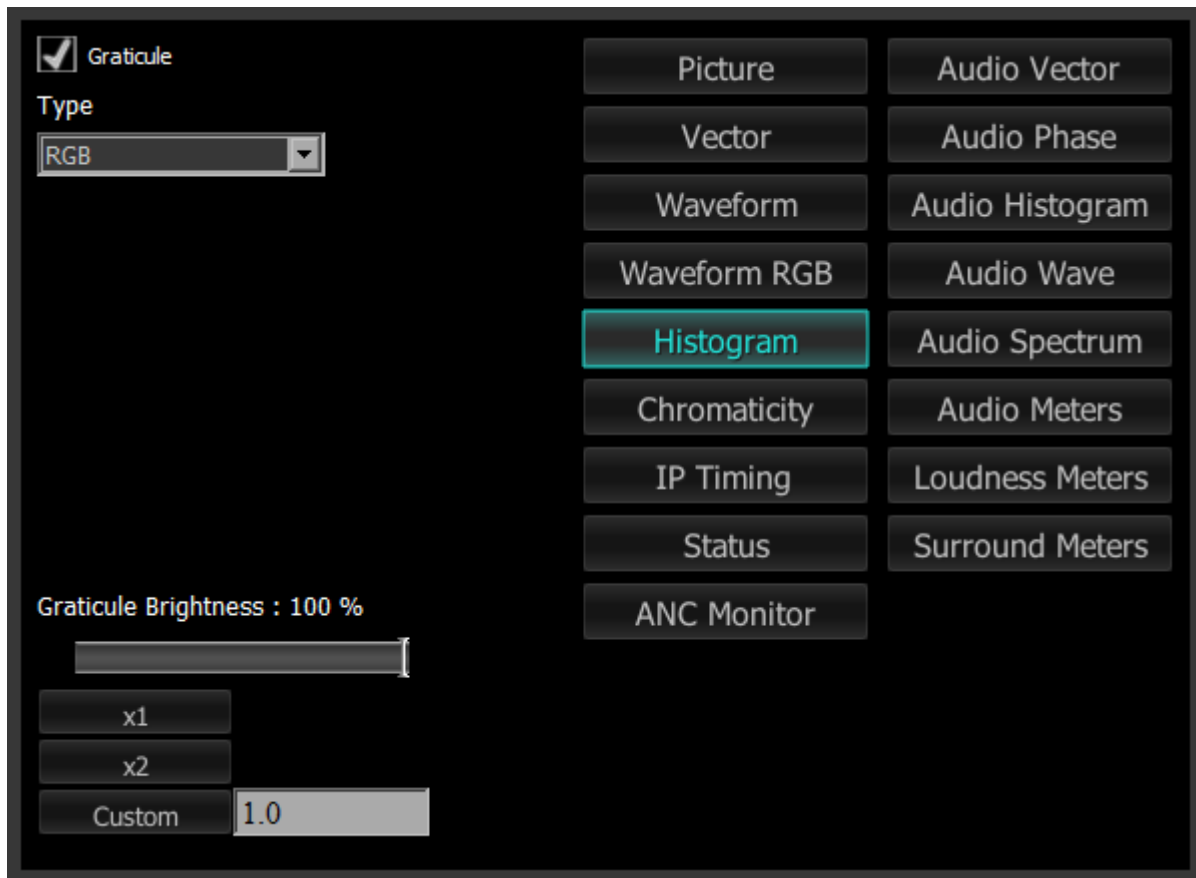 Graticule
Type
RGB
Graticule Brightness : 100 %
x1
x2
Custom
1.0
Picture
Vector
Waveform
Waveform RGB
Histogram
Chromaticity
IP Timing
Status
ANC Monitor
Audio Vector
Audio Phase
Audio Histogram
Audio Wave
Audio Spectrum
Audio Meters
Loudness Meters
Surround Meters